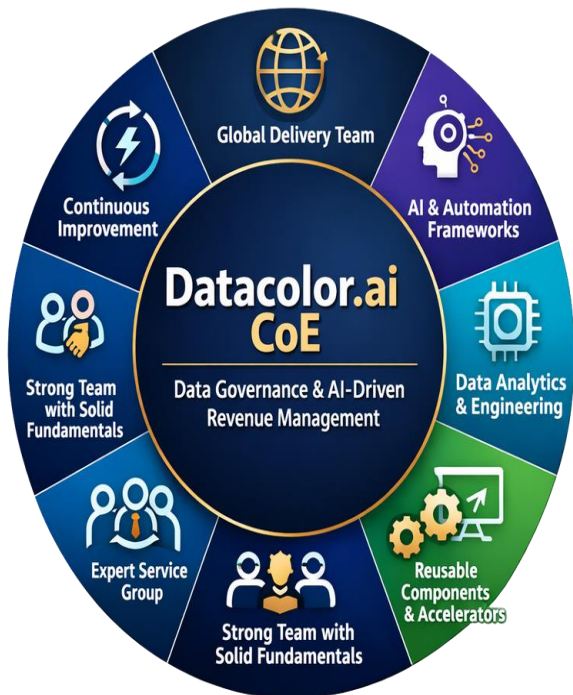 Global Delivery Team
AI & Automation
Frameworks
Data Analytics
& Engineering
Reusable
Components
& Accelerators
Strong Team with
Solid Fundamentals
Expert Service
Group
Strong Team
with Solid
Fundamentals
Continuous
Improvement
Datacolor.ai
CoE
Data Governance & AI-Driven
Revenue Management